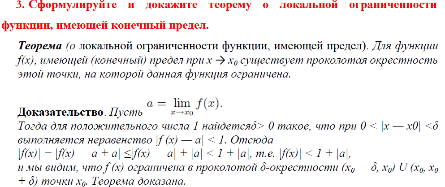 3. Сформулируйте и докажите теорему о локальной ограниченности
функции, имеющей конечный предел.
Теорема (о локальной ограниченности функции, имеющей предел). Для функции
f(x), имеющей (конечный) предел при x → x₀ существует проколотая окрестность
этой точки, на которой данная функция ограничена.
Доказательство. Пусть a = lim x→x₀ f(x).
Тогда для положительного числа 1 найдется δ> 0 такое, что при 0 < |x — x0| <δ
выполняется неравенство |f (x) — a| < 1. Отсюда
|f(x)| = |f(x) a + a| ≤|f(x) a| + |a| < 1 + |a|, т.е. |f(x)| < 1 + |a|,
и мы видим, что f (x) ограничена в проколотой δ-окрестности (x₀ δ, x₀) U (x₀, x₀
+ δ) точки x₀. Теорема доказана.